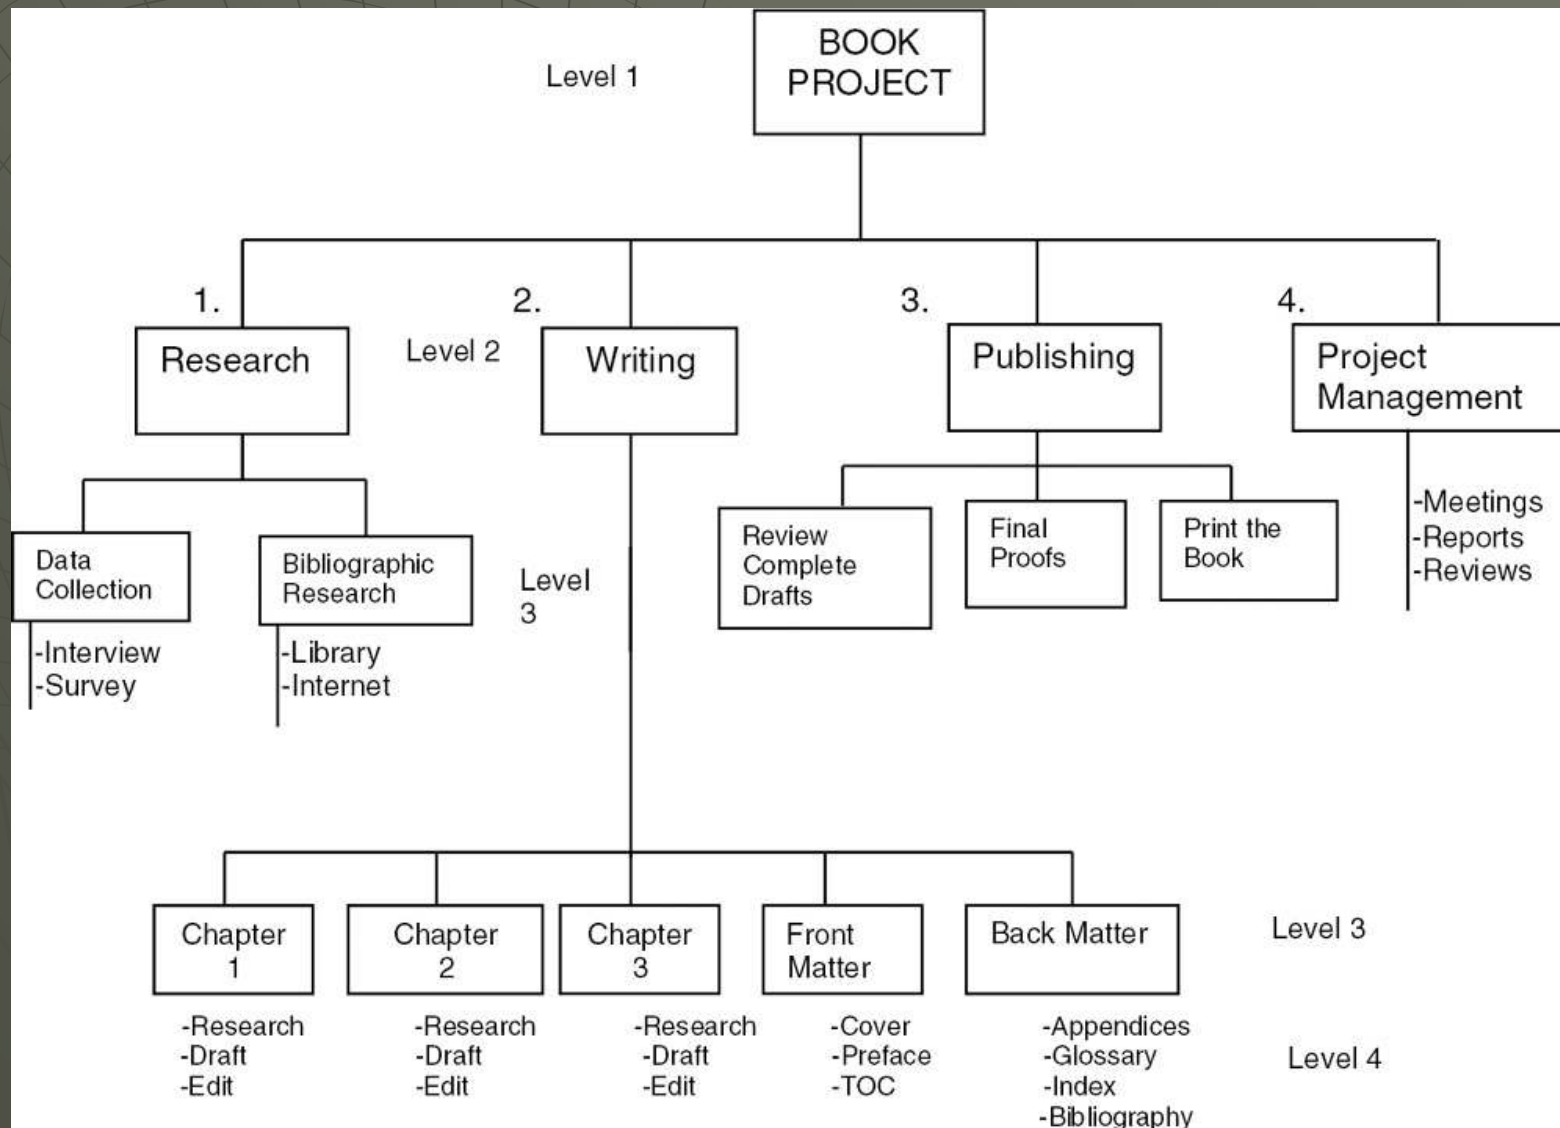 BOOK
PROJECT
Level 1
1.
2.
3.
4.
Research
Level 2
Writing
Publishing
Project
Management
Data
Collection
-Interview
-Survey
Bibliographic
Research
-Library
-Internet
Level
3
Review
Complete
Drafts
Final
Proofs
Print the
Book
-Meetings
-Reports
-Reviews
Chapter
1
-Research
-Draft
-Edit
Chapter
2
-Research
-Draft
-Edit
Chapter
3
-Research
-Draft
-Edit
Front
Matter
-Cover
-Preface
-TOC
Back Matter
-Appendices
-Glossary
-Index
-Bibliography
Level 3
Level 4